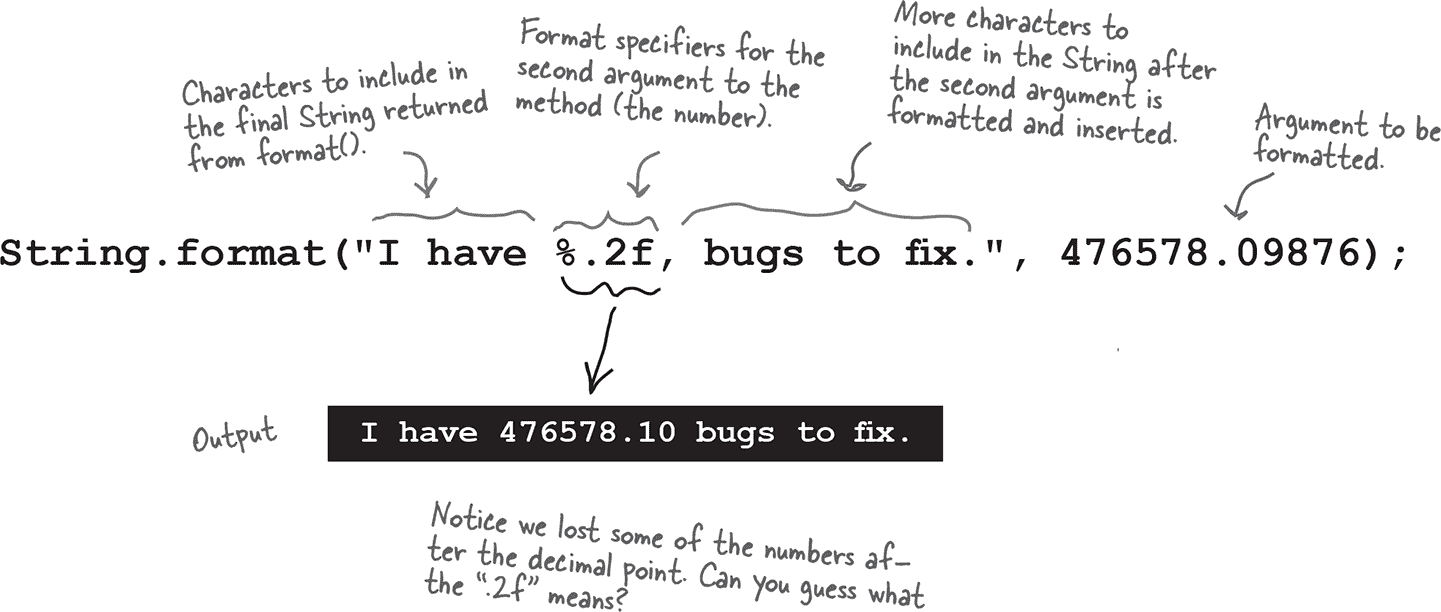 Characters to include in
the final String returned
from format().
Format specifiers for the
second argument to the
method (the number).
More characters to
include in the String after
the second argument is
formatted and inserted.
Argument to be
formatted.
String.format("I have %.2f, bugs to fix.", 476578.09876);
Output
I have 476578.10 bugs to fix.
Notice we lost some of the numbers af-
ter the decimal point. Can you guess what
the “.2f” means?